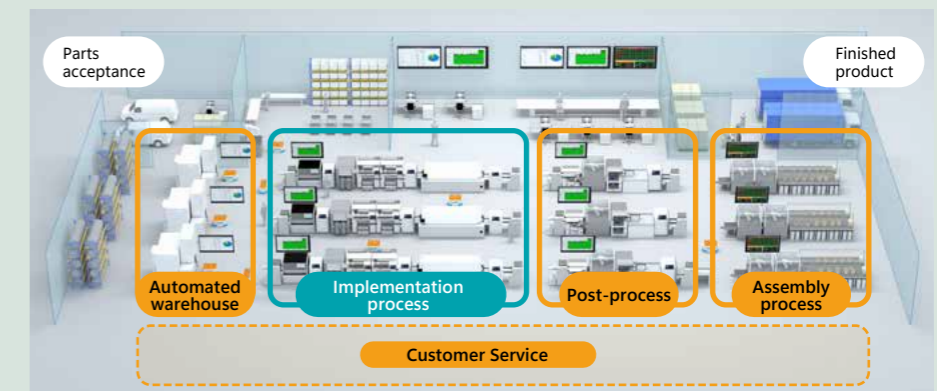 Parts
acceptance
Finished
product
Automated
warehouse
Implementation
process
Post-process
Assembly
process
Customer Service